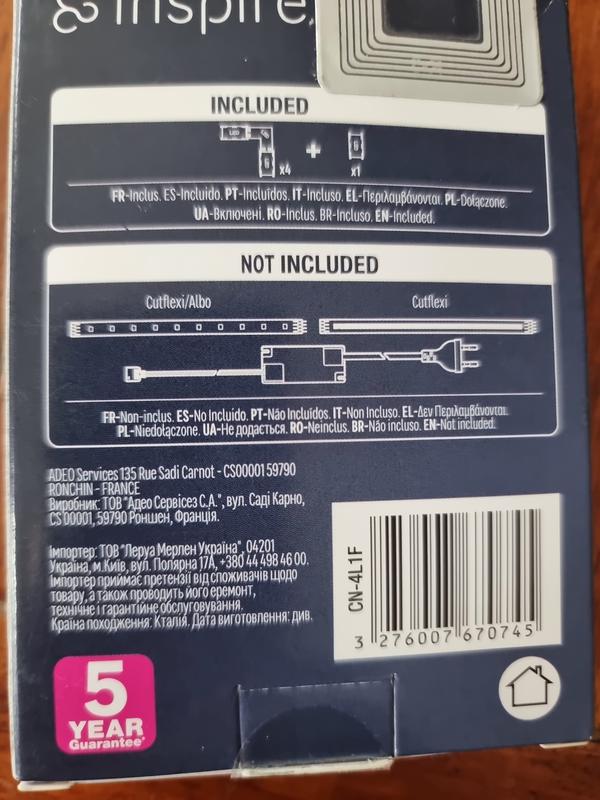 inspire
INCLUDED
LED
x4
+
x1
FR-Inclus. ES-Incluido. PT-Incluídos. IT-Incluso. EL-Περιλαμβάνονται. PL-Dołączone.
UA-Включені. RO-Inclus. BR-Incluso. EN-Included.
NOT INCLUDED
Cutflexi/Albo
Cutflexi
FR-Non-inclus. ES-No Incluido. PT-Não Incluídos. IT-Non Incluso. EL-Δεν Περιλαμβάνονται.
PL-Niedołączone. UA-Не додається. RO-Neinclus. BR-Não incluso. EN-Not included.
ADEO Services 135 Rue Sadi Carnot - CS00001 59790
RONCHIN - FRANCE
Виробник: ТОВ "Адео Сервісез С.А.", вул. Саді Карно,
CS 00001, 59790 Роншен, Франція.
Імпортер: ТОВ "Леруа Мерлен Україна", 04201
Україна, м.Київ, вул. Полярна 17А, +380 44 498 46 00.
Імпортер приймає претензії від споживачів щодо
товару, а також проводить його ремонт,
технічне і гарантійне обслуговування.
Країна походження: Кталія. Дата виготовлення: див.
CN-4L1F
3 276007 670745
5
YEAR
Guarantee*